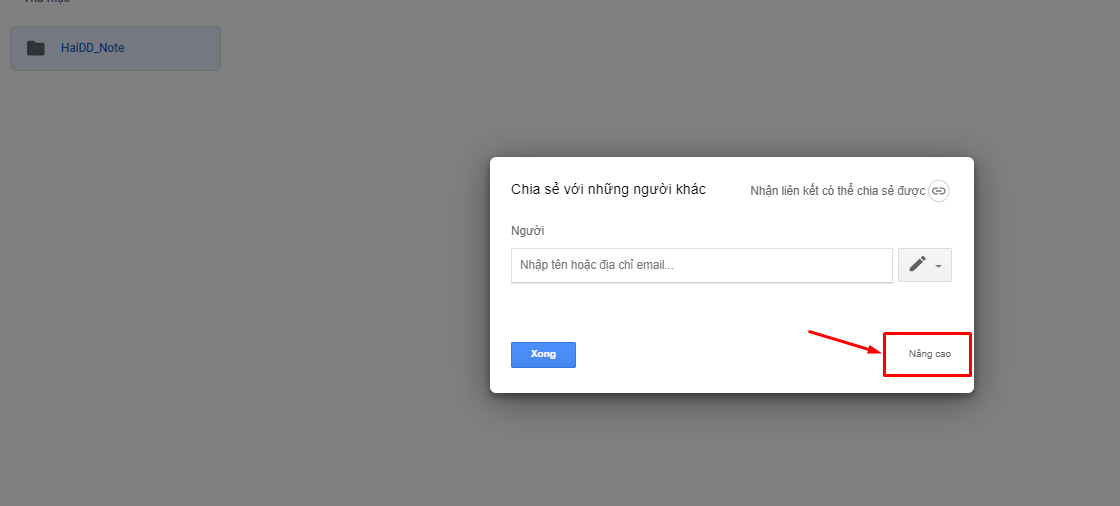 HaiDD_Note
Chia sẻ với những người khác
Nhận liên kết có thể chia sẻ được
Người
Nhập tên hoặc địa chỉ email...
Xong
Nâng cao